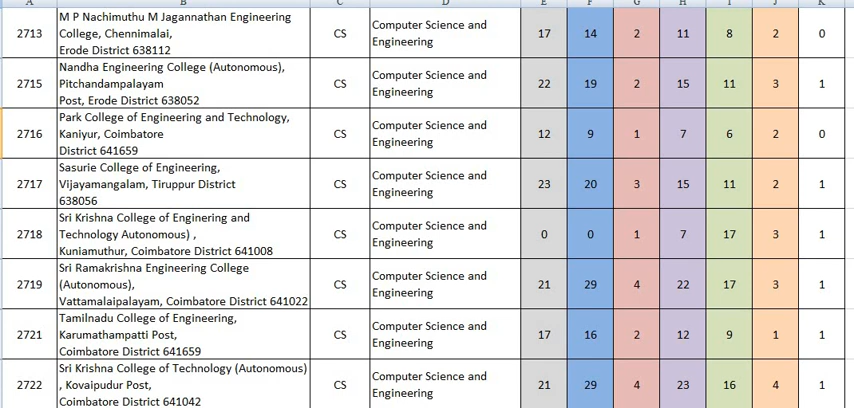 A B C D E F G H I J K
2713 M P Nachimuthu M Jagannathan Engineering College, Chennimalai, Erode District 638112 CS Computer Science and Engineering 17 14 2 11 8 2 0
2715 Nandha Engineering College (Autonomous), Pitchandampalayam Post, Erode District 638052 CS Computer Science and Engineering 22 19 2 15 11 3 1
2716 Park College of Engineering and Technology, Kaniyur, Coimbatore District 641659 CS Computer Science and Engineering 12 9 1 7 6 2 0
2717 Sasurie College of Engineering, Vijayamangalam, Tiruppur District 638056 CS Computer Science and Engineering 23 20 3 15 11 2 1
2718 Sri Krishna College of Enginering and Technology Autonomous) , Kuniamuthur, Coimbatore District 641008 CS Computer Science and Engineering 0 0 1 7 17 3 1
2719 Sri Ramakrishna Engineering College (Autonomous), Vattamalaipalayam, Coimbatore District 641022 CS Computer Science and Engineering 21 29 4 22 17 3 1
2721 Tamilnadu College of Engineering, Karumathampatti Post, Coimbatore District 641659 CS Computer Science and Engineering 17 16 2 12 9 1 1
2722 Sri Krishna College of Technology (Autonomous) , Kovaipudur Post, Coimbatore District 641042 CS Computer Science and Engineering 21 29 4 23 16 4 1